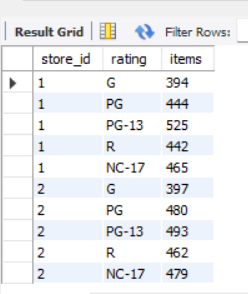 Result Grid Filter Rows:
store_id rating items
1 G 394
1 PG 444
1 PG-13 525
1 R 442
1 NC-17 465
2 G 397
2 PG 480
2 PG-13 493
2 R 462
2 NC-17 479